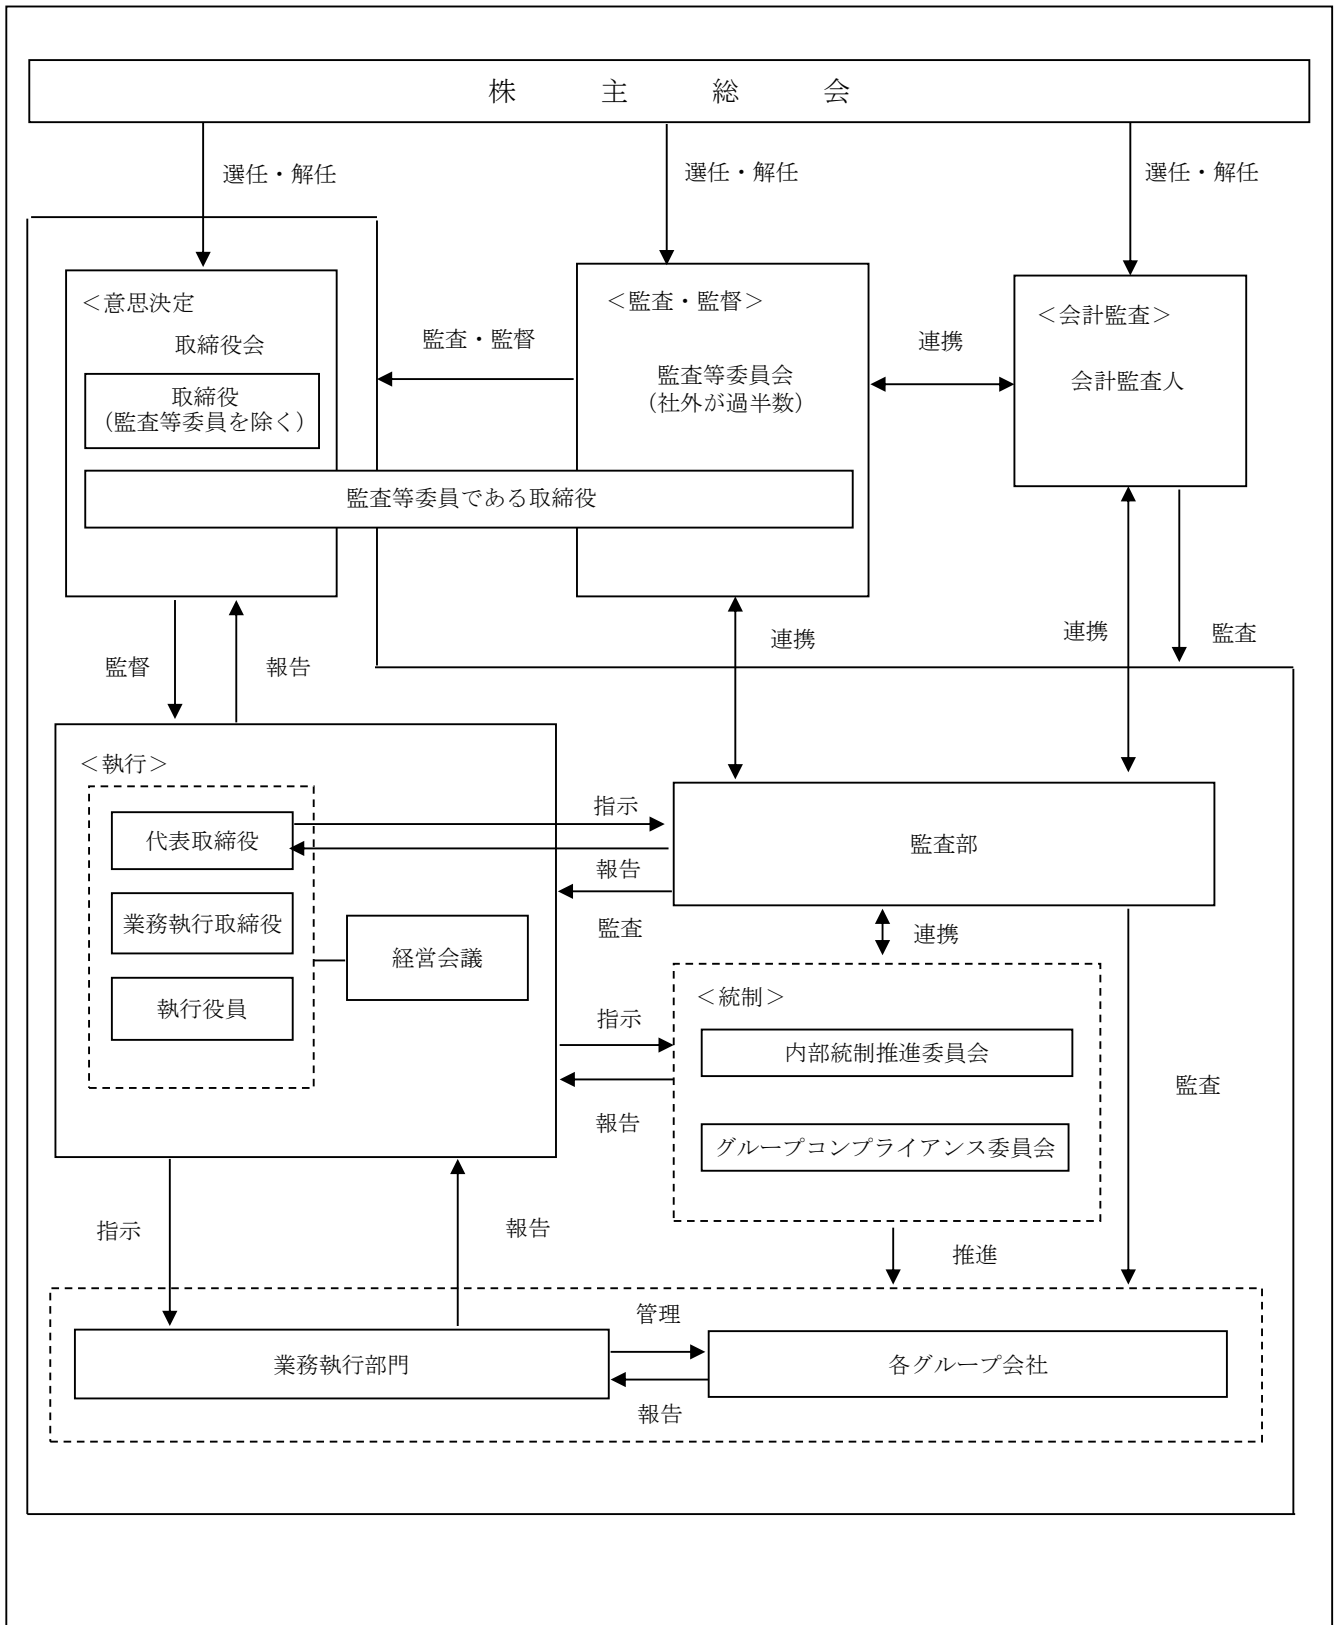 株主総会
選任・解任
選任・解任
選任・解任
＜意思決定
取締役会
取締役
（監査等委員を除く）
監査・監督
＜監査・監督＞
監査等委員会
（社外が過半数）
連携
＜会計監査＞
会計監査人
監査等委員である取締役
監督
報告
連携
連携
監査
＜執行＞
代表取締役
業務執行取締役
執行役員
経営会議
指示
報告
監査
監査部
連携
＜統制＞
内部統制推進委員会
グループコンプライアンス委員会
指示
報告
監査
指示
報告
推進
管理
業務執行部門
各グループ会社
報告